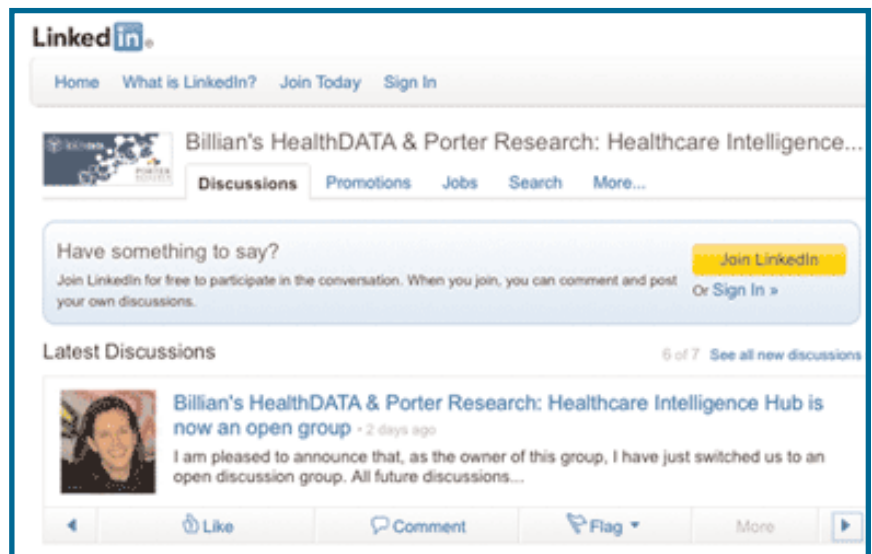 Linked in®
Home What is LinkedIn? Join Today Sign In
Billian's HealthDATA & Porter Research: Healthcare Intelligence...
PORTER
Discussions Promotions Jobs Search More...
Have something to say?
Join LinkedIn for free to participate in the conversation. When you join, you can comment and post
your own discussions.
Join LinkedIn
Or Sign In »
Latest Discussions
6 of 7 See all new discussions
Billian's HealthDATA & Porter Research: Healthcare Intelligence Hub is
now an open group - 2 days ago
I am pleased to announce that, as the owner of this group, I have just switched us to an
open discussion group. All future discussions...
Like Comment Flag More